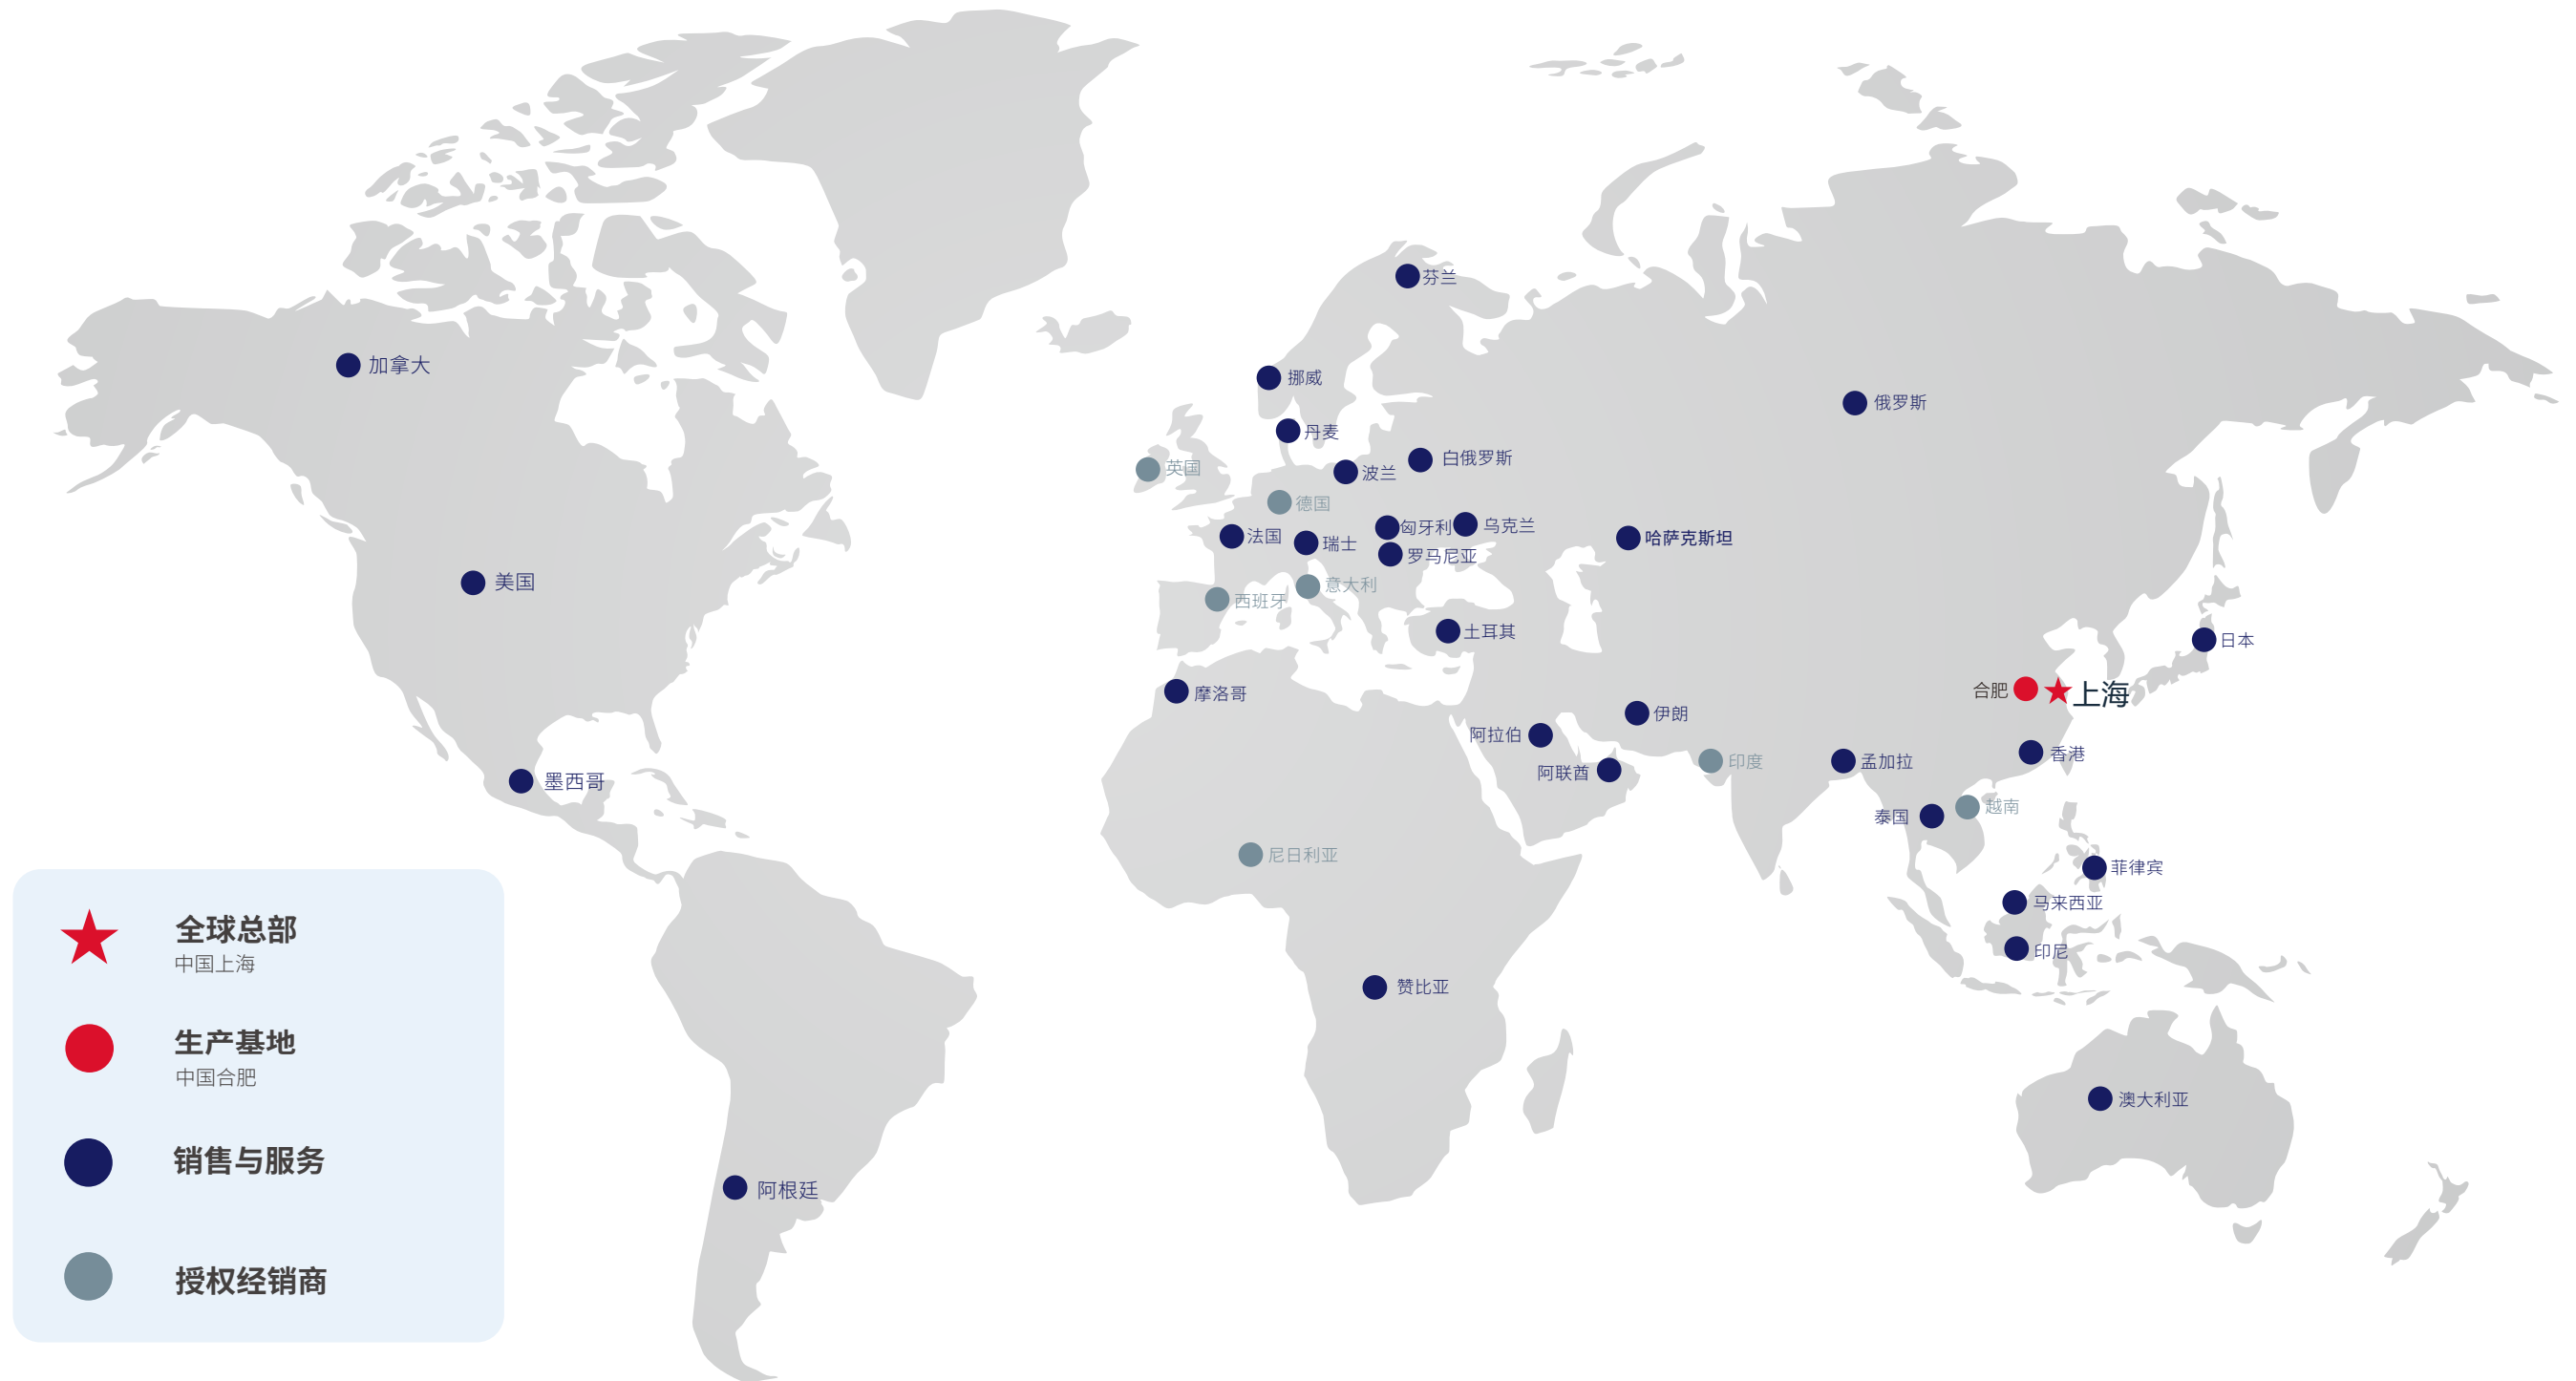 芬兰
加拿大
挪威
俄罗斯
丹麦
白俄罗斯
英国
波兰
德国
匈牙利
乌克兰
法国
哈萨克斯坦
瑞士
罗马尼亚
美国
意大利
西班牙
土耳其
日本
合肥
上海
摩洛哥
伊朗
阿拉伯
香港
印度
孟加拉
阿联酋
墨西哥
越南
泰国
尼日利亚
菲律宾
马来西亚
全球总部
中国上海
印尼
赞比亚
生产基地
中国合肥
澳大利亚
销售与服务
阿根廷
授权经销商